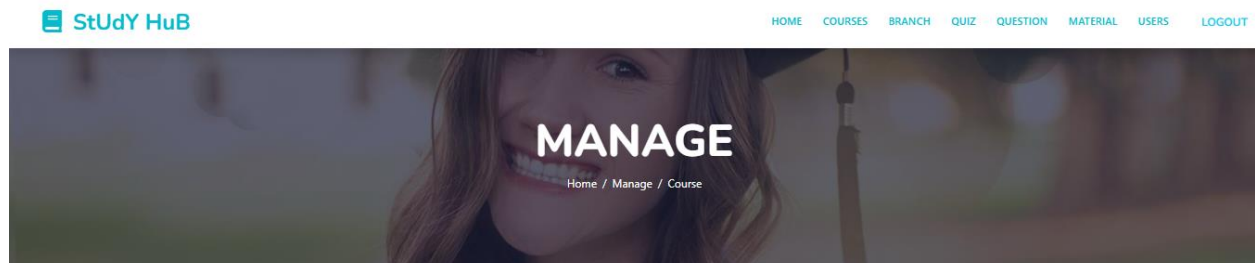 StUdY HuB
HOME COURSES BRANCH QUIZ QUESTION MATERIAL USERS LOGOUT
MANAGE
Home / Manage / Course